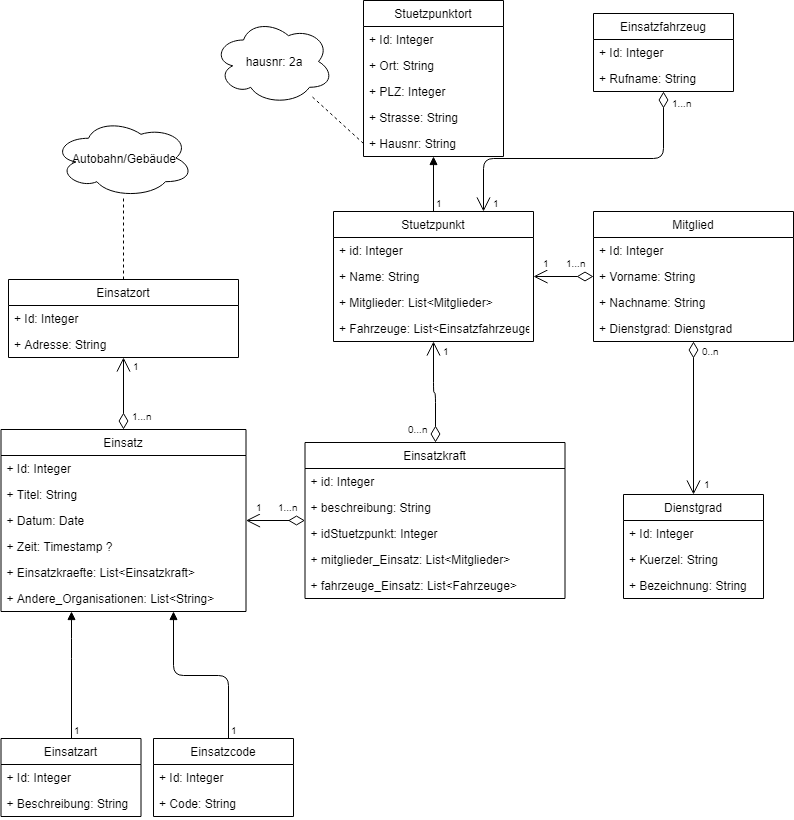 Stuetzpunktort
+ Id: Integer
+ Ort: String
+ PLZ: Integer
+ Strasse: String
+ Hausnr: String
hausnr: 2a
Einsatzfahrzeug
+ Id: Integer
+ Rufname: String
1...n
1
1
Autobahn/Gebäude
Stuetzpunkt
+ id: Integer
+ Name: String
+ Mitglieder: List<Mitglieder>
+ Fahrzeuge: List<Einsatzfahrzeuge
1
1...n
Mitglied
+ Id: Integer
+ Vorname: String
+ Nachname: String
+ Dienstgrad: Dienstgrad
Einsatzort
+ Id: Integer
+ Adresse: String
1
1...n
1
0...n
0..n
1
Einsatz
+ Id: Integer
+ Titel: String
+ Datum: Date
+ Zeit: Timestamp ?
+ Einsatzkraefte: List<Einsatzkraft>
+ Andere_Organisationen: List<String>
1
1...n
Einsatzkraft
+ id: Integer
+ beschreibung: String
+ idStuetzpunkt: Integer
+ mitglieder_Einsatz: List<Mitglieder>
+ fahrzeuge_Einsatz: List<Fahrzeuge>
Dienstgrad
+ Id: Integer
+ Kuerzel: String
+ Bezeichnung: String
1
1
Einsatzart
+ Id: Integer
+ Beschreibung: String
Einsatzcode
+ Id: Integer
+ Code: String